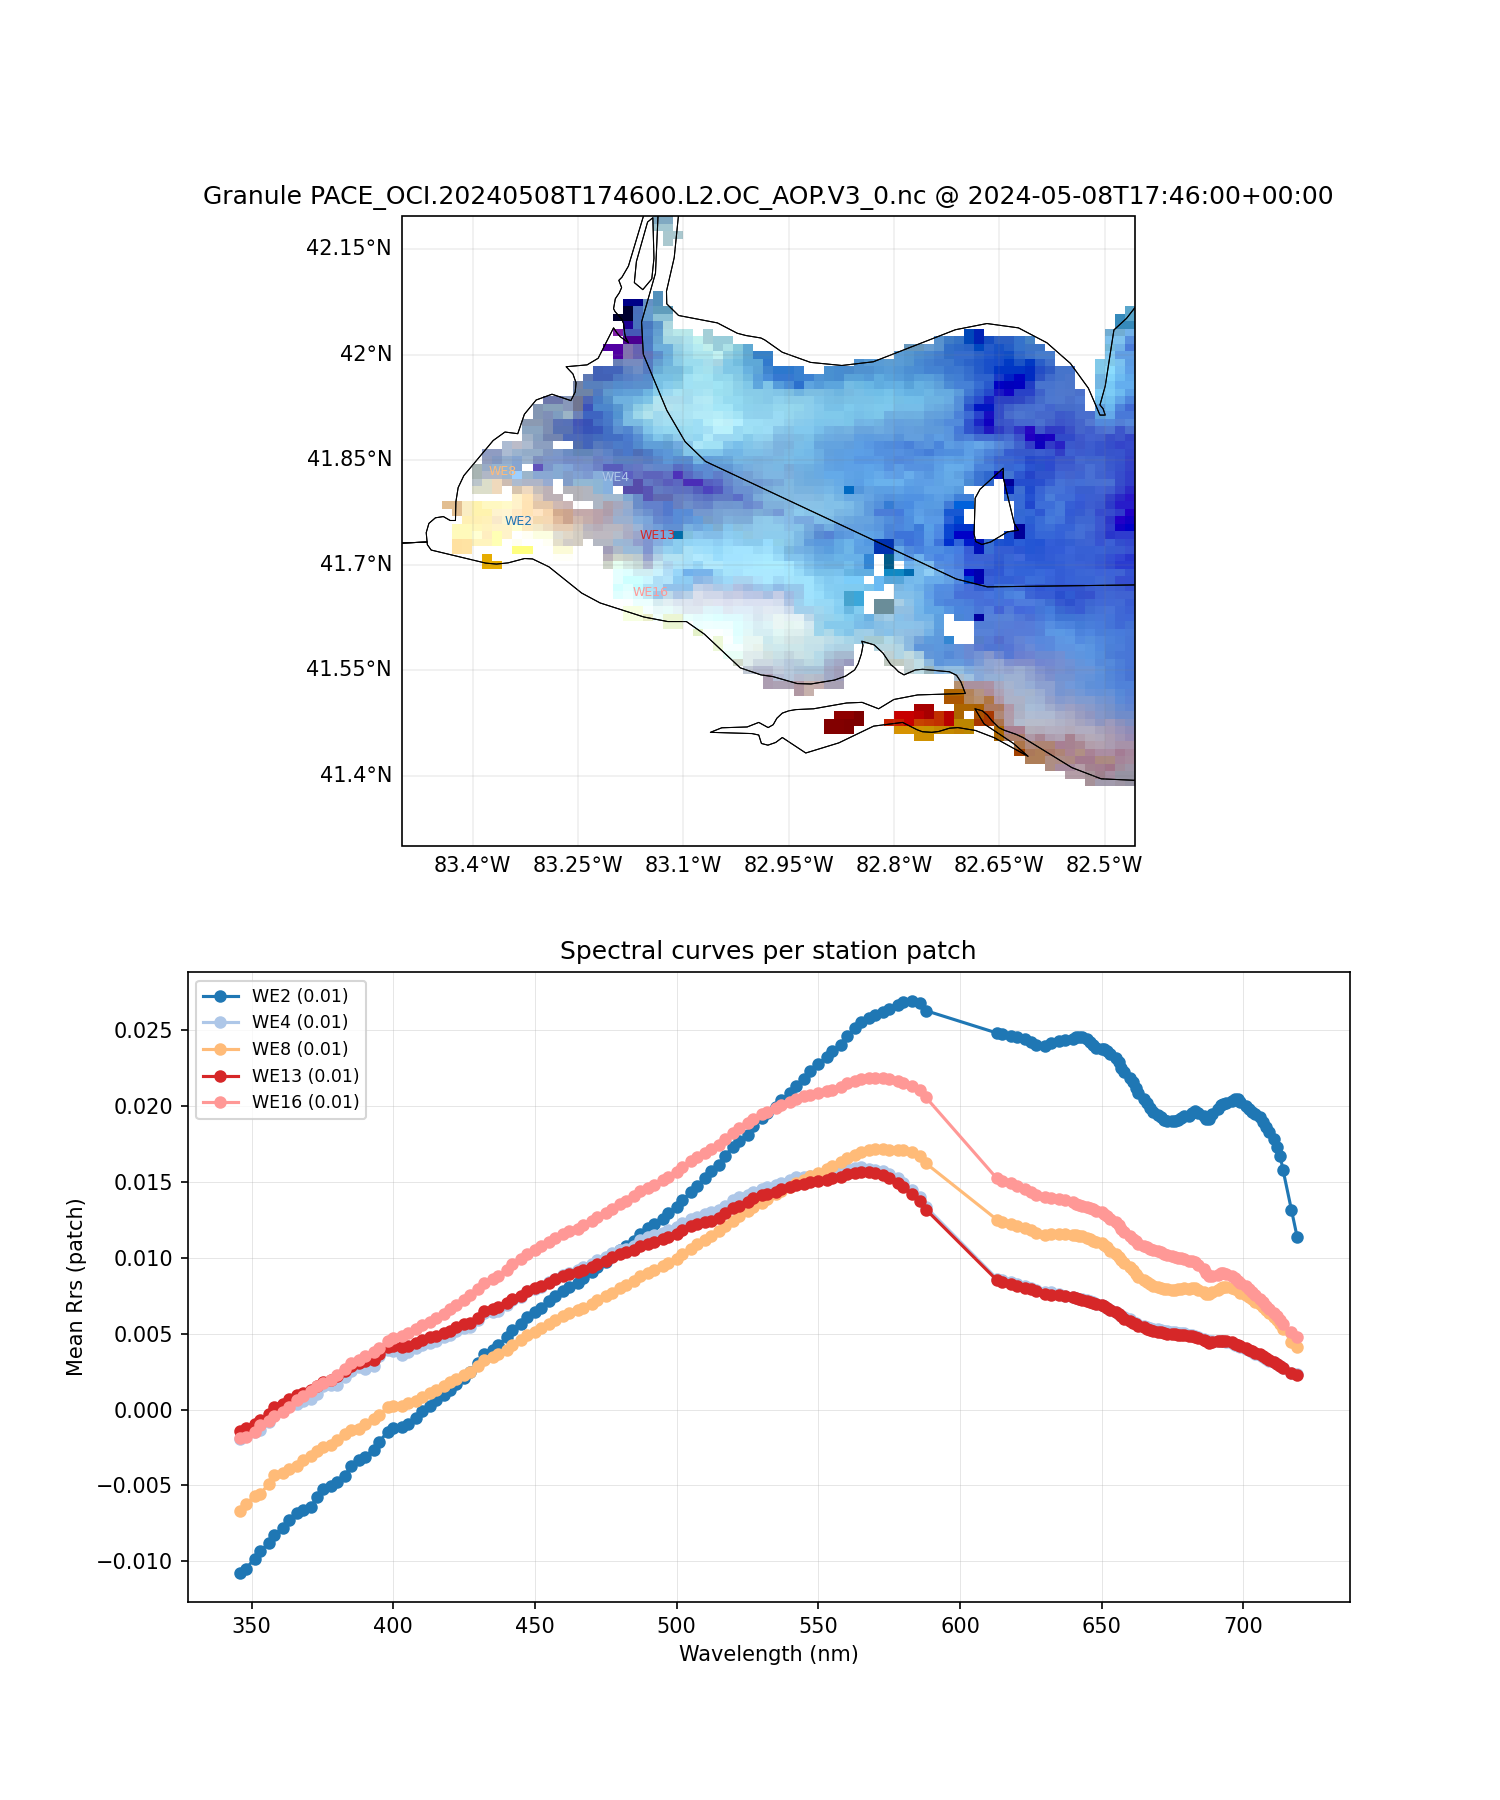 Granule PACE_OCI.20240508T174600.L2.OC_AOP.V3_0.nc @ 2024-05-08T17:46:00+00:00
42.15°N
42°N
41.85°N
41.7°N
41.55°N
41.4°N
WE8
WE4
WE2
WE13
WE16
83.4°W 83.25°W 83.1°W 82.95°W 82.8°W 82.65°W 82.5°W
Spectral curves per station patch
WE2 (0.01)
WE4 (0.01)
WE8 (0.01)
WE13 (0.01)
WE16 (0.01)
0.025
0.020
0.015
0.010
0.005
0.000
−0.005
−0.010
Mean Rrs (patch)
350 400 450 500 550 600 650 700
Wavelength (nm)